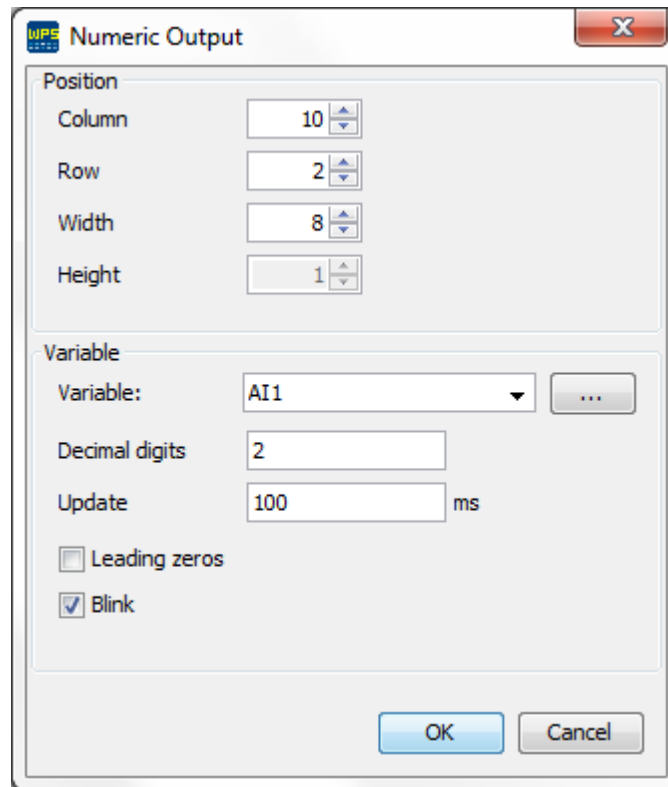 WPS Numeric Output
Position
Column 10
Row 2
Width 8
Height 1
Variable
Variable: AI1 ...
Decimal digits 2
Update 100 ms
Leading zeros
Blink
OK Cancel